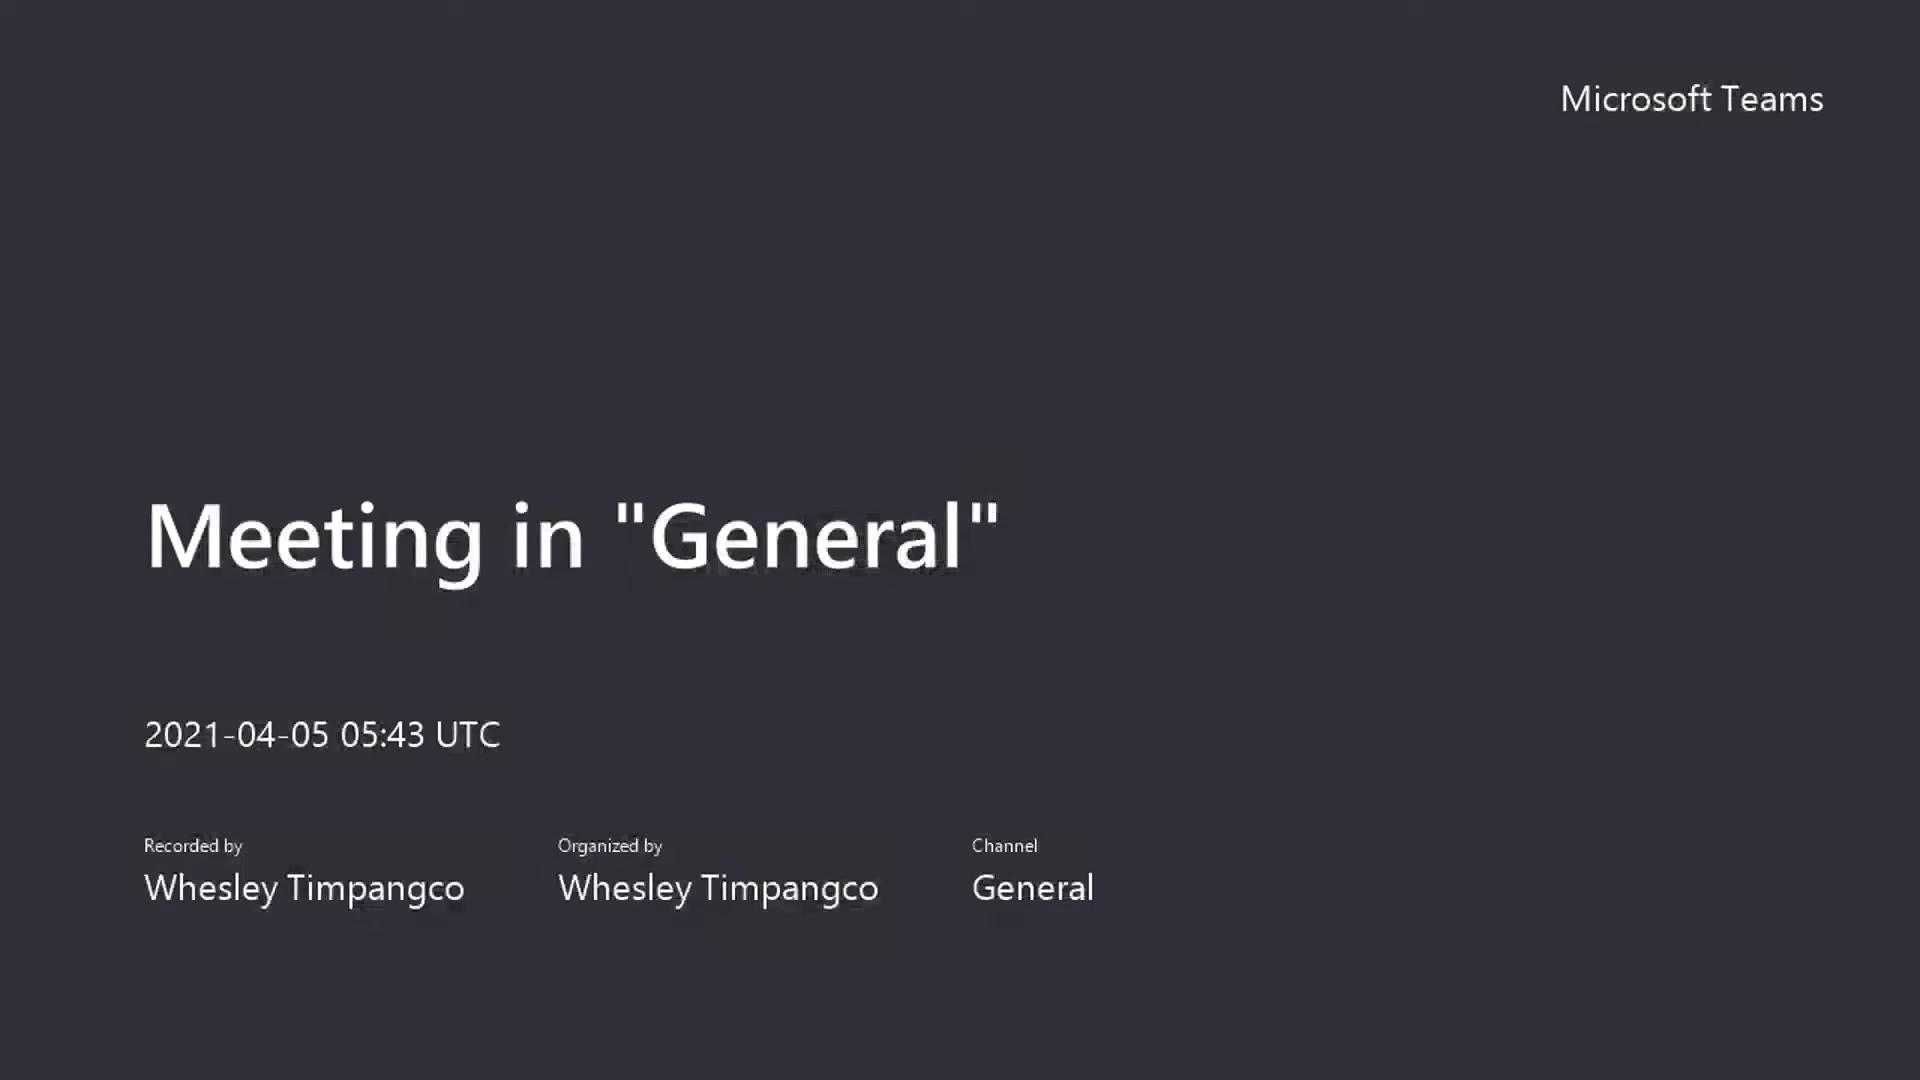 Microsoft Teams
Meeting in "General"
2021-04-05 05:43 UTC
Recorded by
Whesley Timpangco
Organized by
Whesley Timpangco
Channel
General